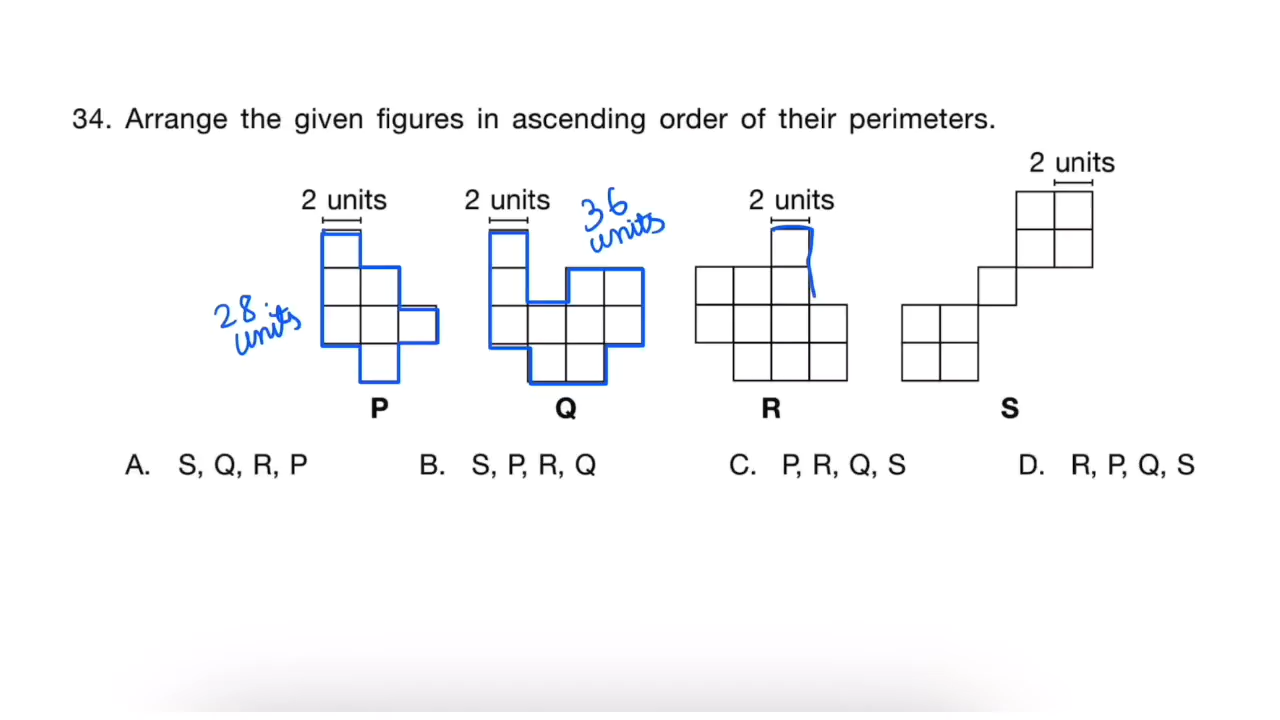 34. Arrange the given figures in ascending order of their perimeters.
2 units
2 units
2 units
2 units
36 units
28 units
P
Q
R
S
A. S, Q, R, P
B. S, P, R, Q
C. P, R, Q, S
D. R, P, Q, S